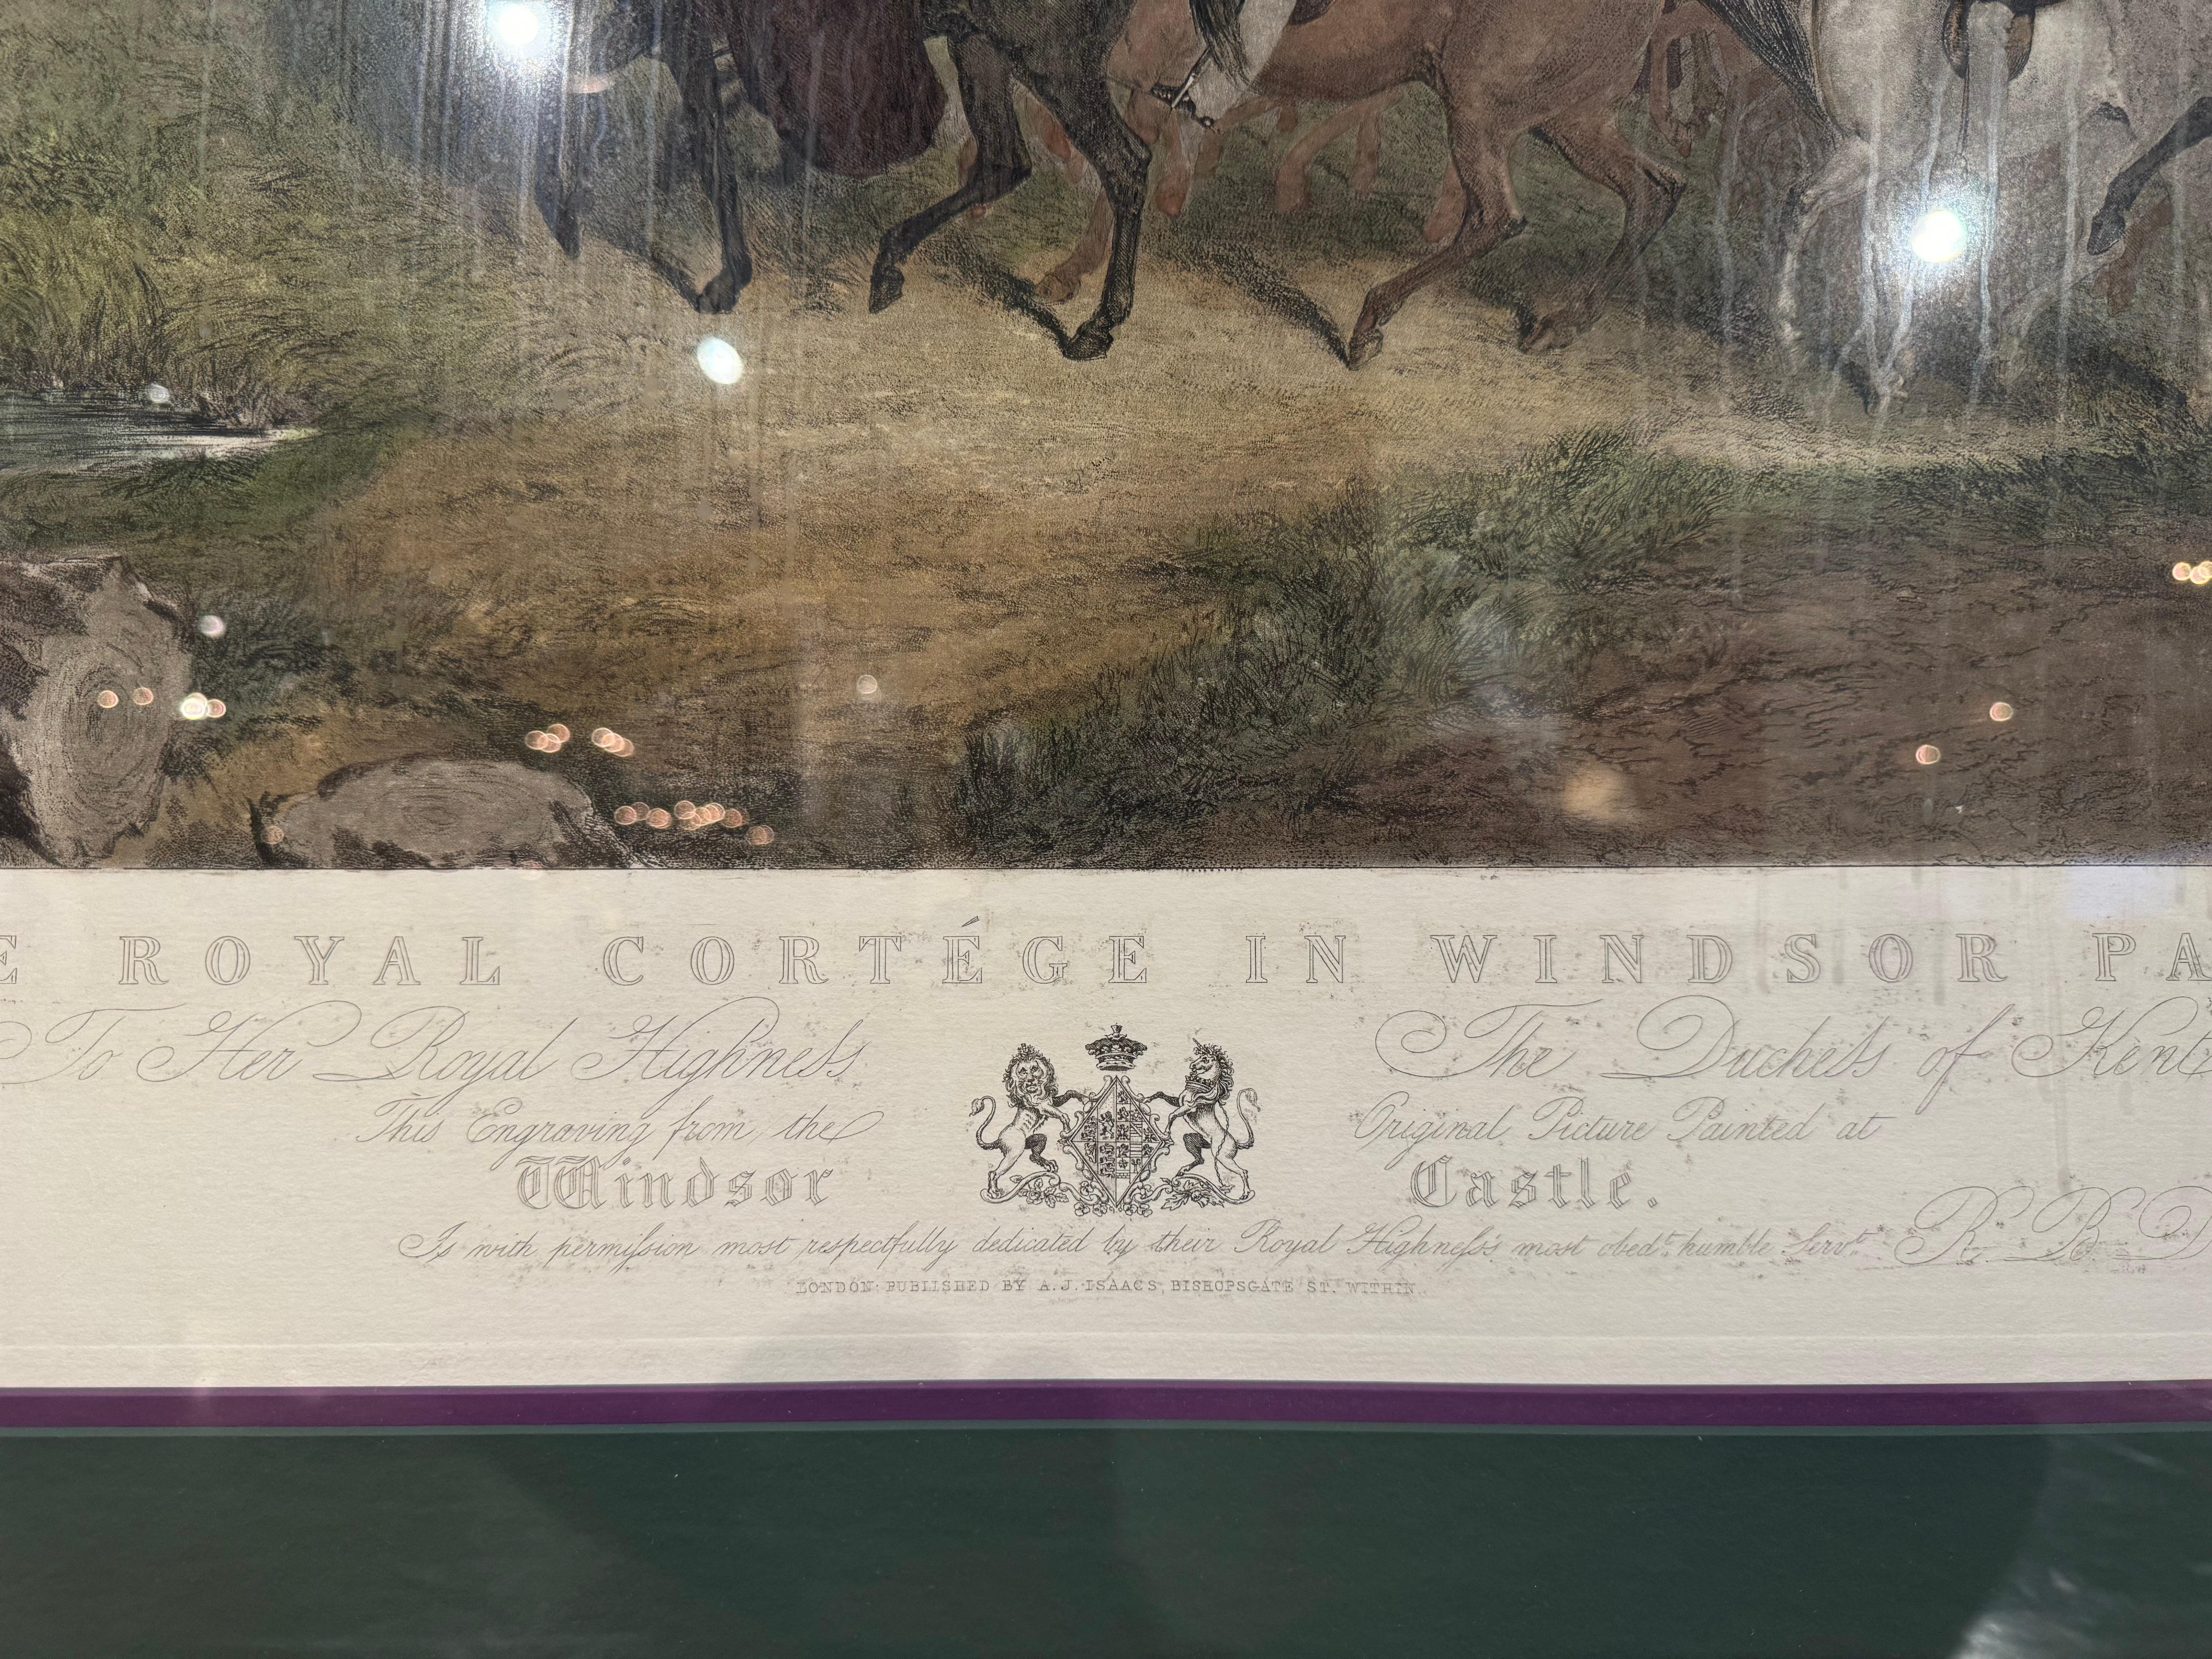 E ROYAL CORTÉGE IN WINDSOR PA
To Her Royal Highneſs The Ducheſs of Kent
This Engraving from the Original Picture Painted at
Windsor Castle.
Is with permiſsion most respectfully dedicated by their Royal Highneſs's most obedt. humble Servt. R. B. D
LONDON: PUBLISHED BY A. J. ISAACS, BISHOPSGATE ST. WITHIN.